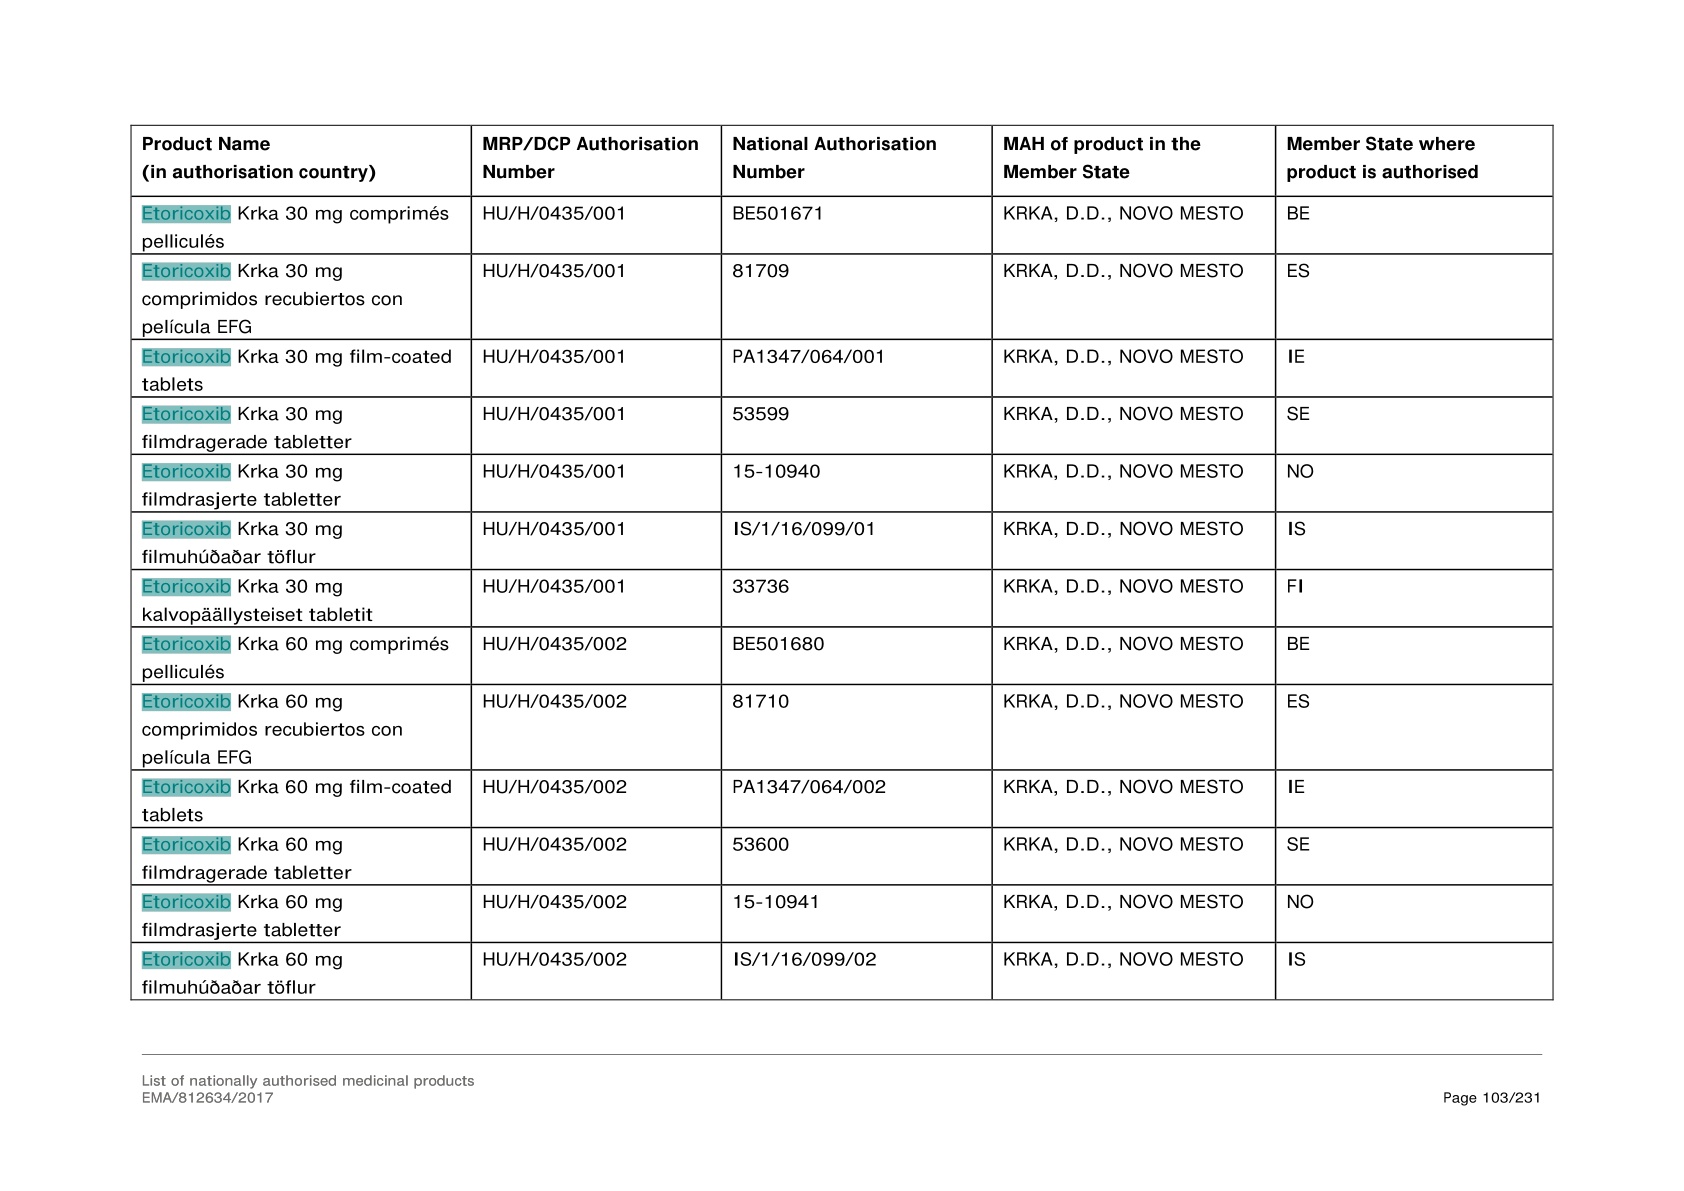 Product Name
(in authorisation country)
MRP/DCP Authorisation
Number
National Authorisation
Number
MAH of product in the
Member State
Member State where
product is authorised
Etoricoxib Krka 30 mg comprimés
pelliculés
HU/H/0435/001
BE501671
KRKA, D.D., NOVO MESTO
BE
Etoricoxib Krka 30 mg
comprimidos recubiertos con
película EFG
HU/H/0435/001
81709
KRKA, D.D., NOVO MESTO
ES
Etoricoxib Krka 30 mg film-coated
tablets
HU/H/0435/001
PA1347/064/001
KRKA, D.D., NOVO MESTO
IE
Etoricoxib Krka 30 mg
filmdragerade tabletter
HU/H/0435/001
53599
KRKA, D.D., NOVO MESTO
SE
Etoricoxib Krka 30 mg
filmdrasjerte tabletter
HU/H/0435/001
15-10940
KRKA, D.D., NOVO MESTO
NO
Etoricoxib Krka 30 mg
filmuhúðaðar töflur
HU/H/0435/001
IS/1/16/099/01
KRKA, D.D., NOVO MESTO
IS
Etoricoxib Krka 30 mg
kalvopäällysteiset tabletit
HU/H/0435/001
33736
KRKA, D.D., NOVO MESTO
FI
Etoricoxib Krka 60 mg comprimés
pelliculés
HU/H/0435/002
BE501680
KRKA, D.D., NOVO MESTO
BE
Etoricoxib Krka 60 mg
comprimidos recubiertos con
película EFG
HU/H/0435/002
81710
KRKA, D.D., NOVO MESTO
ES
Etoricoxib Krka 60 mg film-coated
tablets
HU/H/0435/002
PA1347/064/002
KRKA, D.D., NOVO MESTO
IE
Etoricoxib Krka 60 mg
filmdragerade tabletter
HU/H/0435/002
53600
KRKA, D.D., NOVO MESTO
SE
Etoricoxib Krka 60 mg
filmdrasjerte tabletter
HU/H/0435/002
15-10941
KRKA, D.D., NOVO MESTO
NO
Etoricoxib Krka 60 mg
filmuhúðaðar töflur
HU/H/0435/002
IS/1/16/099/02
KRKA, D.D., NOVO MESTO
IS
List of nationally authorised medicinal products
EMA/812634/2017
Page 103/231